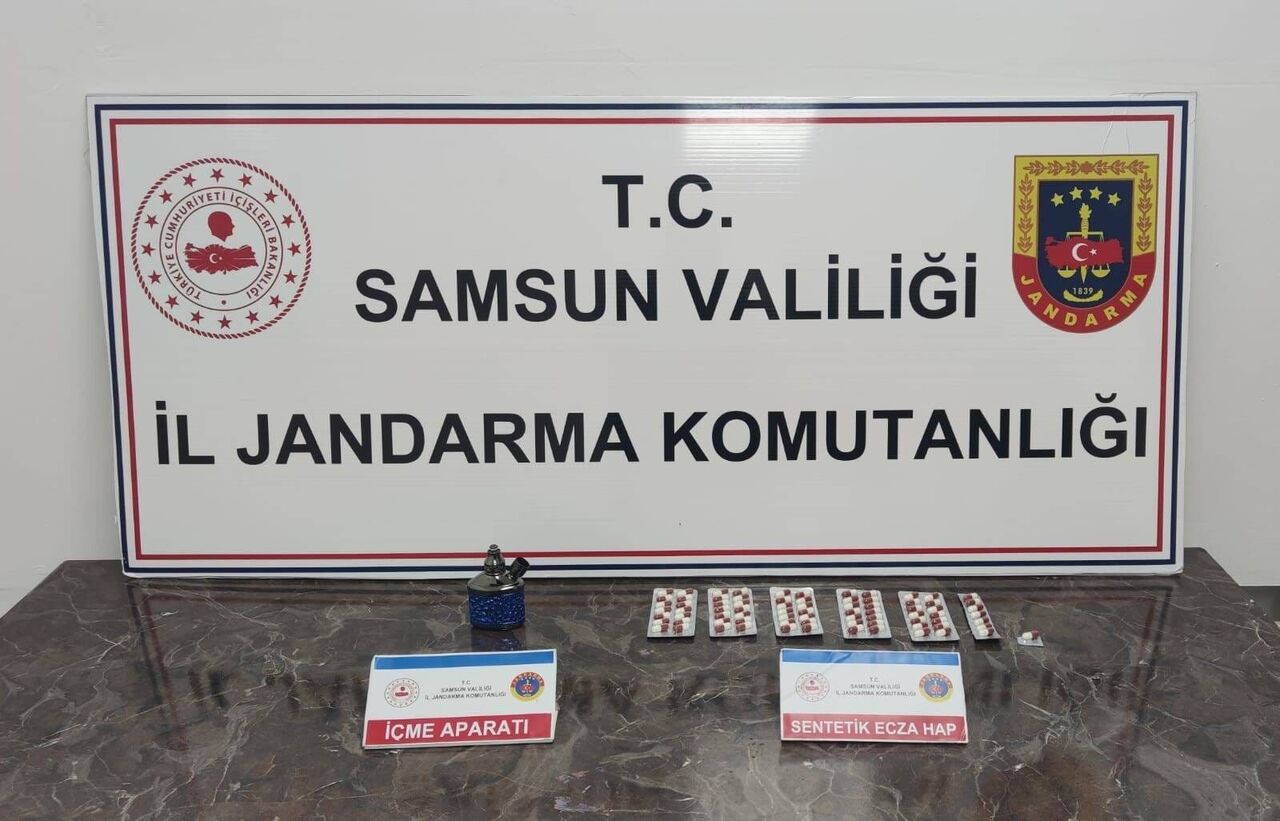 T.C.
SAMSUN VALİLİĞİ
İL JANDARMA KOMUTANLIĞI
TÜRKİYE CUMHURİYETİ İÇİŞLERİ BAKANLIĞI
1839
JANDARMA
T.C.
SAMSUN VALİLİĞİ
İL JANDARMA KOMUTANLIĞI
İÇME APARATI
T.C.
SAMSUN VALİLİĞİ
İL JANDARMA KOMUTANLIĞI
SENTETİK ECZA HAP